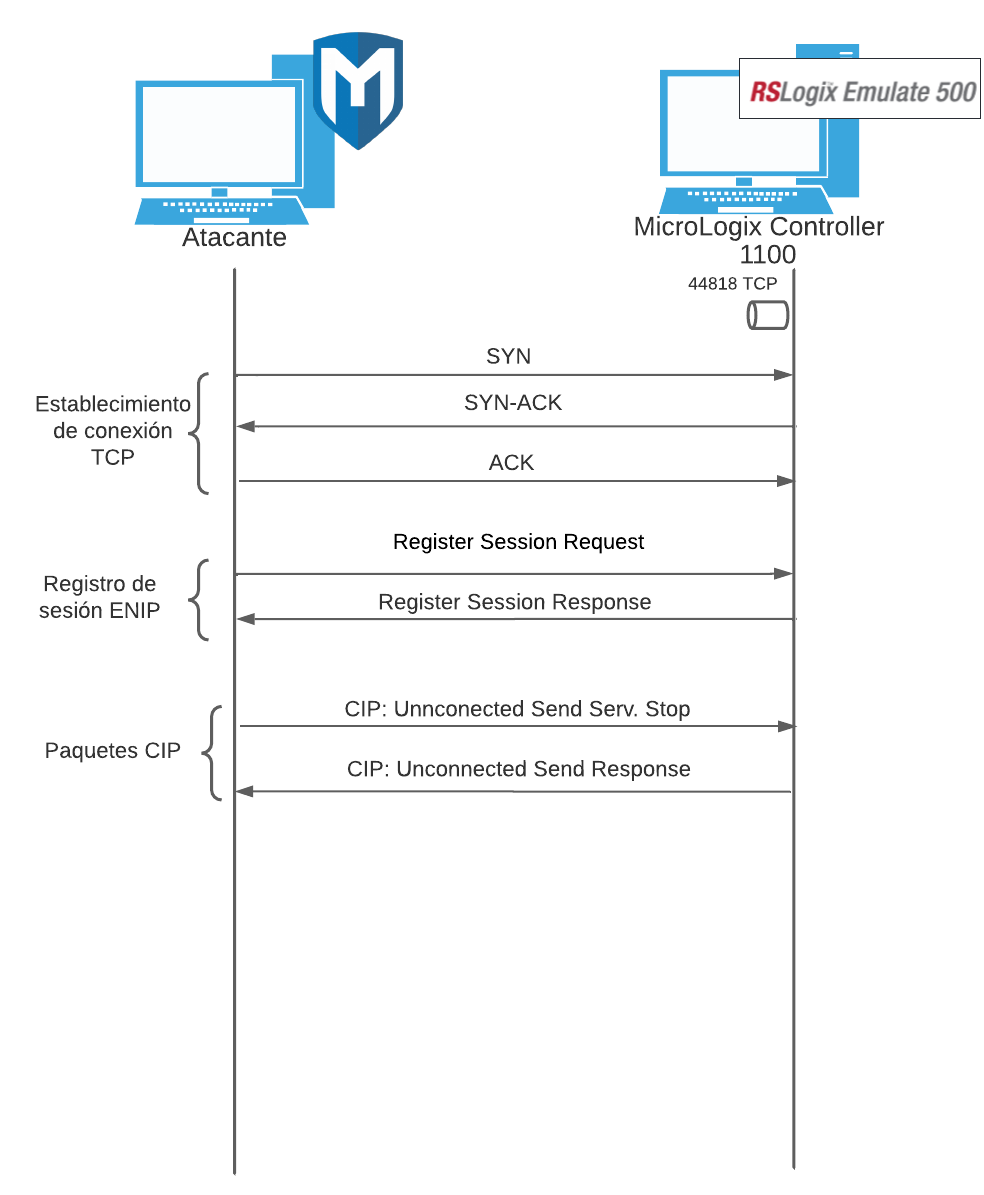 RSLogix Emulate 500
Atacante
MicroLogix Controller
1100
44818 TCP
SYN
SYN-ACK
ACK
Establecimiento
de conexión
TCP
Register Session Request
Register Session Response
Registro de
sesión ENIP
CIP: Unnconected Send Serv. Stop
CIP: Unconnected Send Response
Paquetes CIP